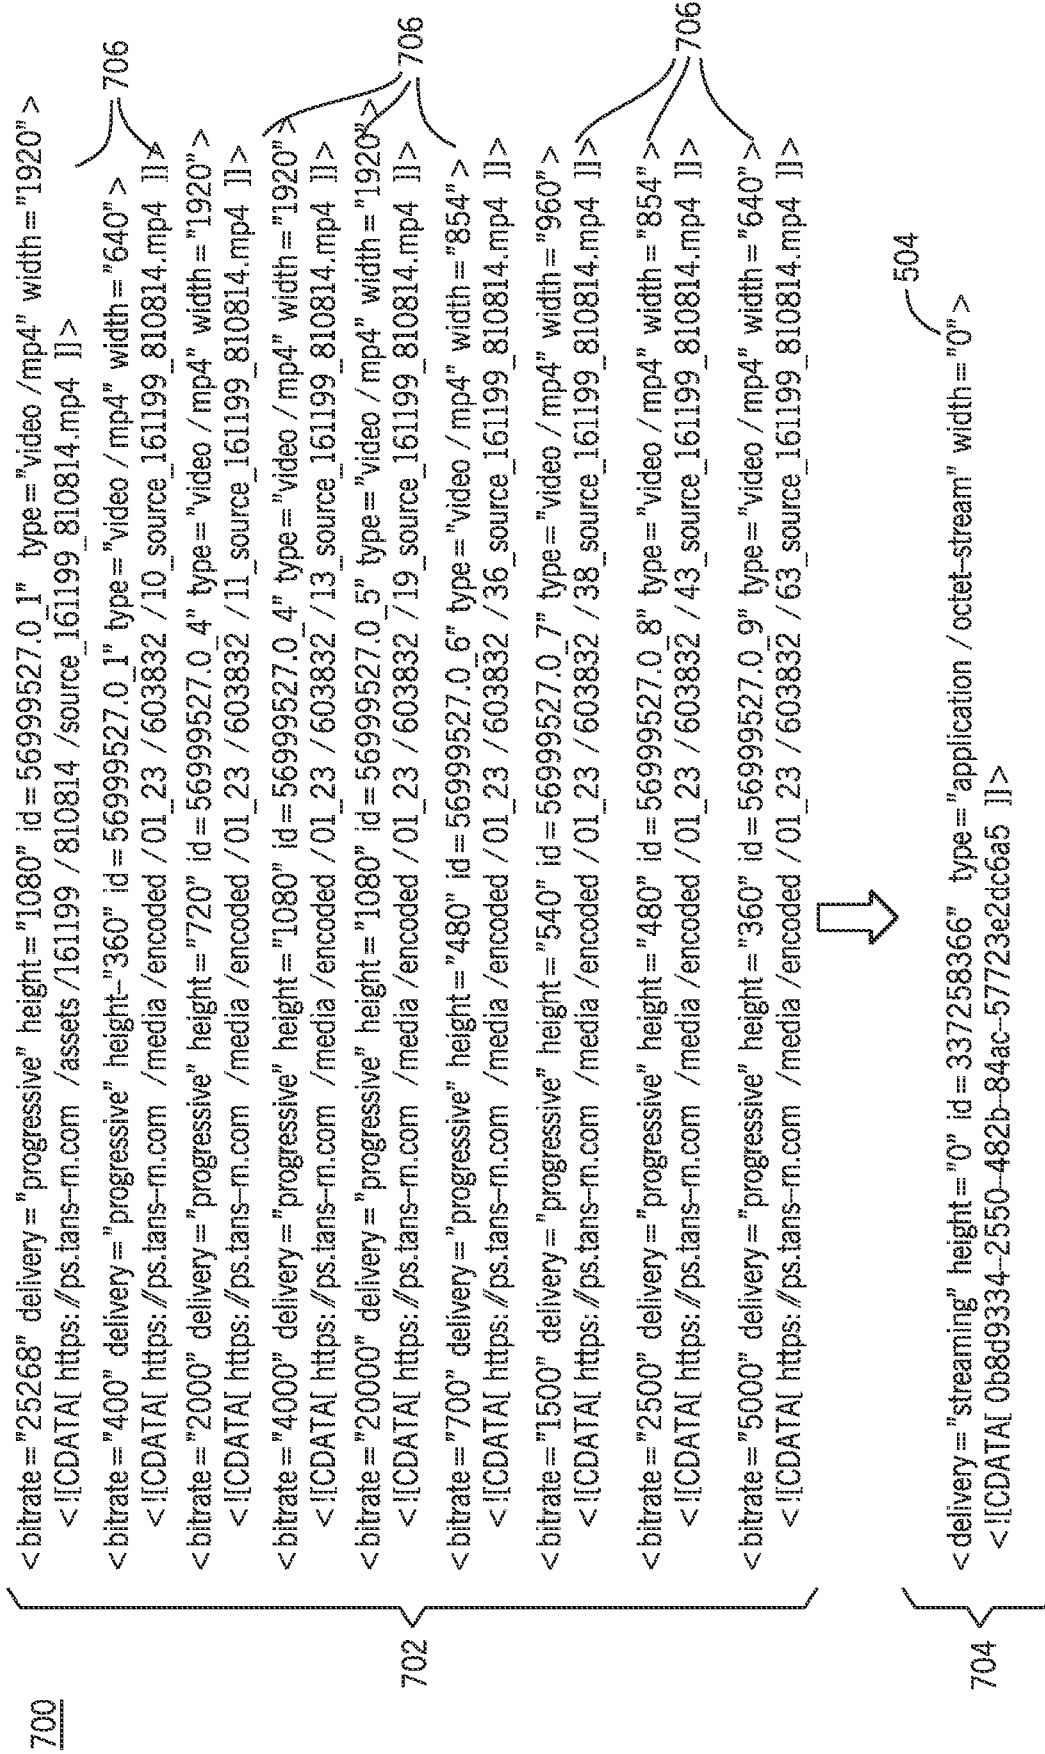 700
702
<bitrate="25268" delivery="progressive" height="1080" id=56999527.0_1" type="video/mp4" width="1920">
<![CDATA[ https://ps.tans-rn.com /assets/161199 /810814 /source_161199_810814.mp4 ]]>
706
<bitrate="400" delivery="progressive" height-"360" id=56999527.0_1" type="video/mp4" width="640">
<![CDATA[ https://ps.tans-rn.com /media/encoded/01_23/603832/10_source_161199_810814.mp4 ]]>
<bitrate="2000" delivery="progressive" height="720" id=56999527.0_4" type="video/mp4" width="1920">
<![CDATA[ https://ps.tans-rn.com /media/encoded/01_23/603832/11_source_161199_810814.mp4 ]]>
<bitrate="4000" delivery="progressive" height="1080" id=56999527.0_4" type="video/mp4" width="1920">
<![CDATA[ https://ps.tans-rn.com /media/encoded/01_23/603832/13_source_161199_810814.mp4 ]]>
706
<bitrate="20000" delivery="progressive" height="1080" id=56999527.0_5" type="video/mp4" width="1920">
<![CDATA[ https://ps.tans-rn.com /media/encoded/01_23/603832/19_source_161199_810814.mp4 ]]>
<bitrate="700" delivery="progressive" height="480" id=56999527.0_6" type="video/mp4" width="854">
<![CDATA[ https://ps.tans-rn.com /media/encoded/01_23/603832/36_source_161199_810814.mp4 ]]>
<bitrate="1500" delivery="progressive" height="540" id=56999527.0_7" type="video/mp4" width="960">
<![CDATA[ https://ps.tans-rn.com /media/encoded/01_23/603832/38_source_161199_810814.mp4 ]]>
706
<bitrate="2500" delivery="progressive" height="480" id=56999527.0_8" type="video/mp4" width="854">
<![CDATA[ https://ps.tans-rn.com /media/encoded/01_23/603832/43_source_161199_810814.mp4 ]]>
<bitrate="5000" delivery="progressive" height="360" id=56999527.0_9" type="video/mp4" width="640">
<![CDATA[ https://ps.tans-rn.com /media/encoded/01_23/603832/63_source_161199_810814.mp4 ]]>
704
504
<delivery="streaming" height="0" id=337258366" type="application/octet-stream" width="0">
<![CDATA[ 0b8d9334-2550-482b-84ac-57723e2dc6a5 ]]>